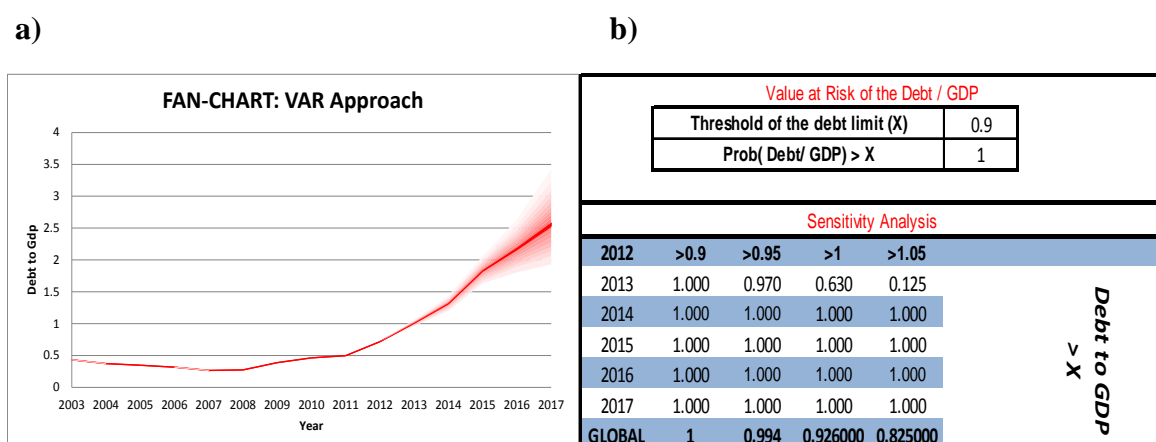 a)
b)
FAN-CHART: VAR Approach
4
3.5
3
2.5
2
1.5
1
0.5
0
Debt to Gdp
2003 2004 2005 2006 2007 2008 2009 2010 2011 2012 2013 2014 2015 2016 2017
Year
Value at Risk of the Debt / GDP
Threshold of the debt limit (X) 0.9
Prob( Debt/ GDP) > X 1
Sensitivity Analysis
2012 >0.9 >0.95 >1 >1.05
2013 1.000 0.970 0.630 0.125
2014 1.000 1.000 1.000 1.000
2015 1.000 1.000 1.000 1.000
2016 1.000 1.000 1.000 1.000
2017 1.000 1.000 1.000 1.000
GLOBAL 1 0.994 0.926000 0.825000
Debt to GDP
> X